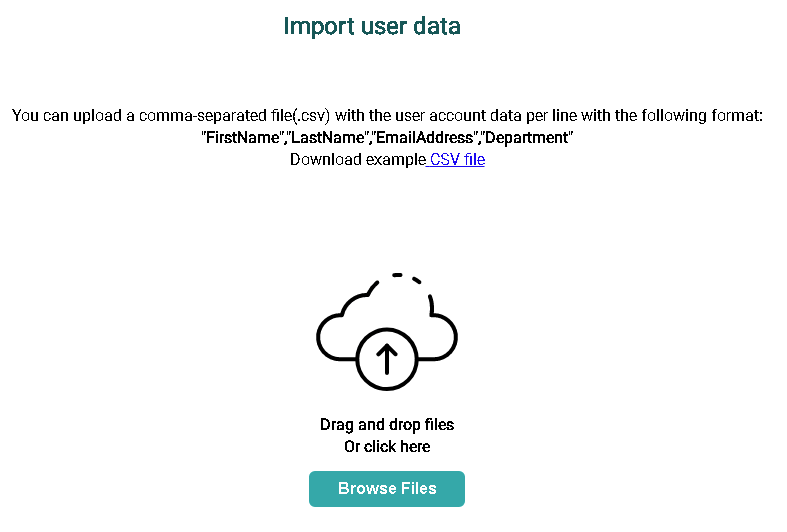 Import user data
You can upload a comma-separated file(.csv) with the user account data per line with the following format:
"FirstName","LastName","EmailAddress","Department"
Download example CSV file
Drag and drop files
Or click here
Browse Files